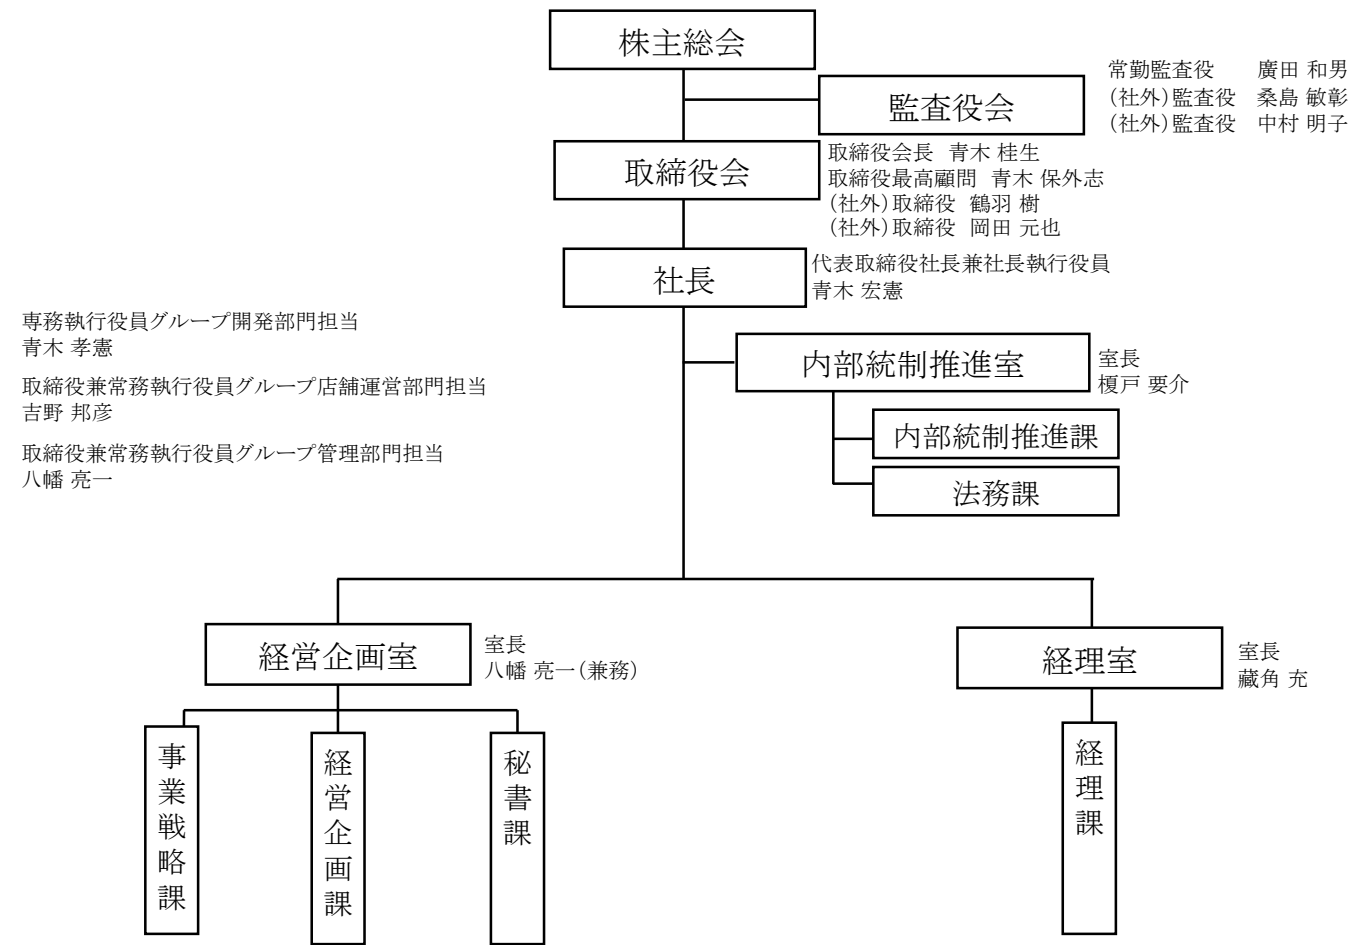 株主総会
監査役会
常勤監査役 廣田 和男
(社外)監査役 桑島 敏彰
(社外)監査役 中村 明子
取締役会
取締役会長 青木 桂生
取締役最高顧問 青木 保外志
(社外)取締役 鶴羽 樹
(社外)取締役 岡田 元也
社長
代表取締役社長兼社長執行役員
青木 宏憲
専務執行役員グループ開発部門担当
青木 孝憲
取締役兼常務執行役員グループ店舗運営部門担当
吉野 邦彦
取締役兼常務執行役員グループ管理部門担当
八幡 亮一
内部統制推進室
室長
榎戸 要介
内部統制推進課
法務課
経営企画室
室長
八幡 亮一(兼務)
経理室
室長
藏角 充
事業戦略課
経営企画課
秘書課
経理課